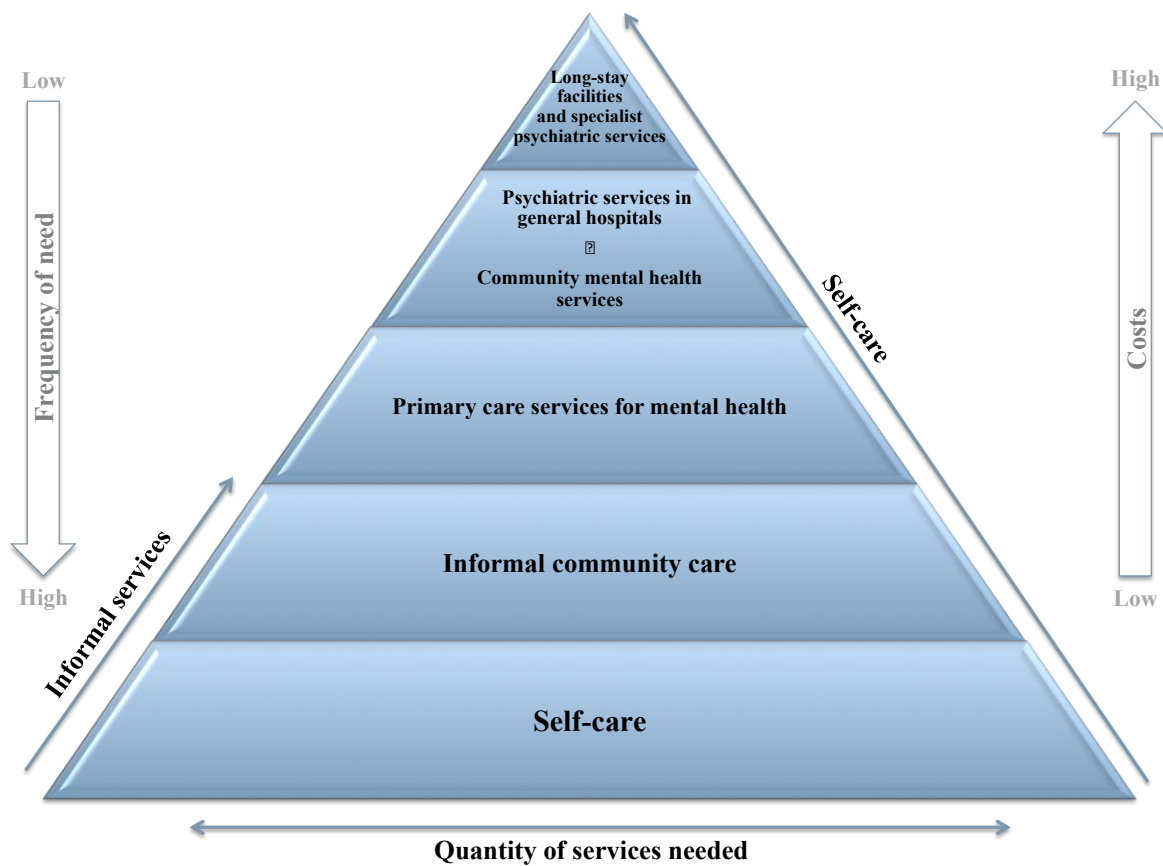 Low
High
Long-stay
facilities
and specialist
psychiatric services
Psychiatric services in
general hospitals
Community mental health
services
Frequency of need
Self-care
Costs
Primary care services for mental health
Informal services
Informal community care
High
Low
Self-care
Quantity of services needed